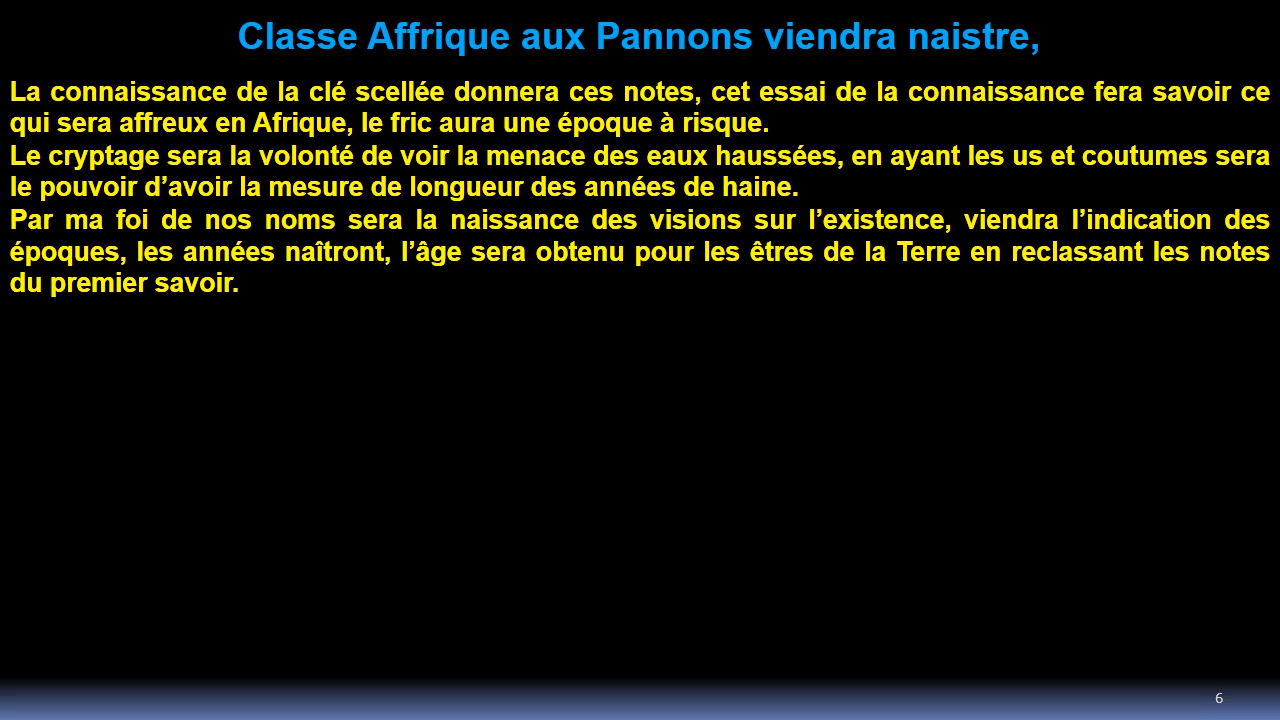 Classe Affrique aux Pannons viendra naistre,
La connaissance de la clé scellée donnera ces notes, cet essai de la connaissance fera savoir ce
qui sera affreux en Afrique, le fric aura une époque à risque.
Le cryptage sera la volonté de voir la menace des eaux haussées, en ayant les us et coutumes sera
le pouvoir d’avoir la mesure de longueur des années de haine.
Par ma foi de nos noms sera la naissance des visions sur l’existence, viendra l’indication des
époques, les années naîtront, l’âge sera obtenu pour les êtres de la Terre en reclassant les notes
du premier savoir.
6